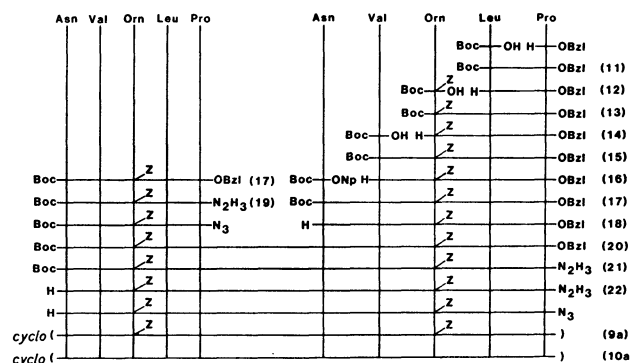 Asn Val Orn Leu Pro Asn Val Orn Leu Pro
Boc OH H OBzl
Boc OBzl (11)
Z
Boc OH H OBzl (12)
Z
Boc OBzl (13)
Z
Boc OH H OBzl (14)
Z
Boc OBzl (15)
Z Z
Boc OBzl (17) Boc ONp H OBzl (16)
Z Z
Boc N₂H₃ (19) Boc OBzl (17)
Z Z
Boc N₃ H OBzl (18)
Z Z
Boc OBzl (20)
Z Z
Boc N₂H₃ (21)
Z Z
H N₂H₃ (22)
Z Z
H N₃
Z Z
cyclo ( ) (9a)
cyclo ( ) (10a